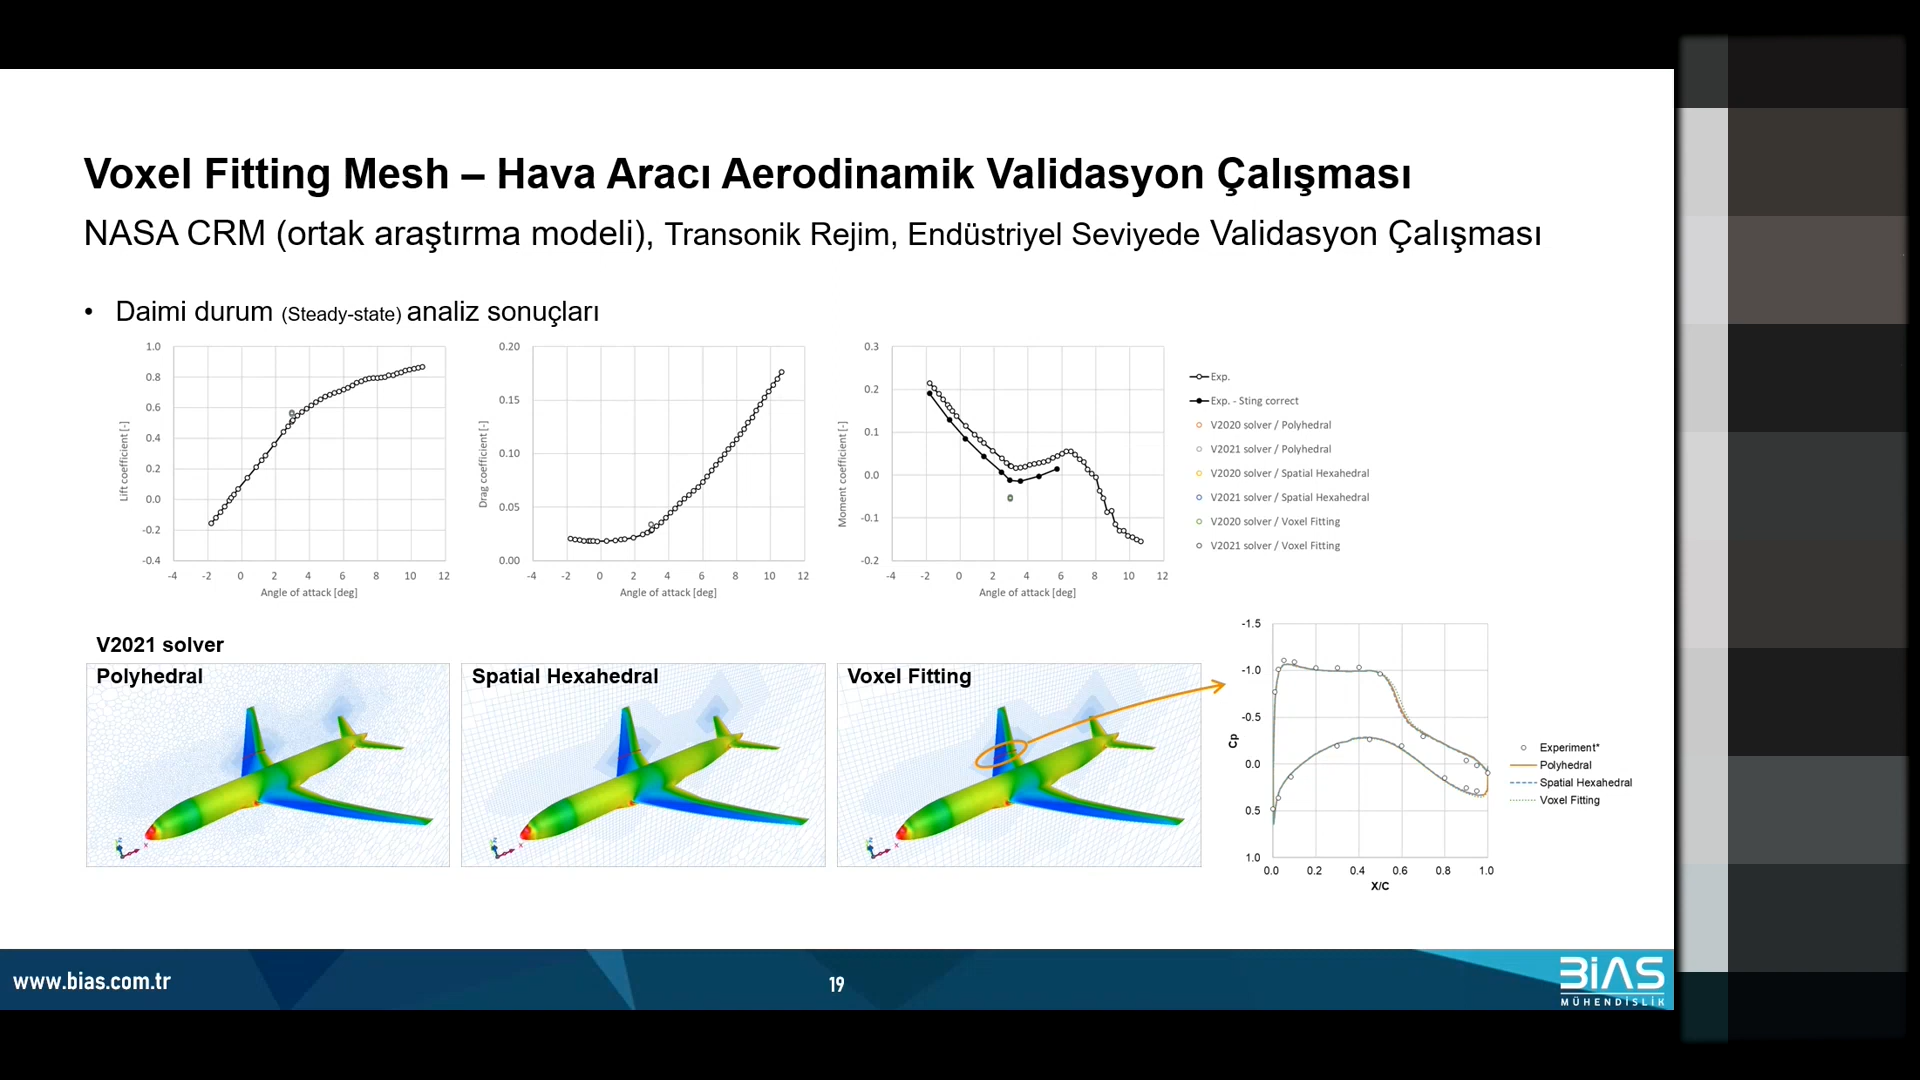 Voxel Fitting Mesh – Hava Aracı Aerodinamik Validasyon Çalışması
NASA CRM (ortak araştırma modeli), Transonik Rejim, Endüstriyel Seviyede Validasyon Çalışması
• Daimi durum (Steady-state) analiz sonuçları
Lift coefficient [-]
1.0
0.8
0.6
0.4
0.2
0.0
-0.2
-0.4
-4 -2 0 2 4 6 8 10 12
Angle of attack [deg]
Drag coefficient [-]
0.20
0.15
0.10
0.05
0.00
-4 -2 0 2 4 6 8 10 12
Angle of attack [deg]
Moment coefficient [-]
0.3
0.2
0.1
0.0
-0.1
-0.2
-4 -2 0 2 4 6 8 10 12
Angle of attack [deg]
Exp.
Exp. - Sting correct
V2020 solver / Polyhedral
V2021 solver / Polyhedral
V2020 solver / Spatial Hexahedral
V2021 solver / Spatial Hexahedral
V2020 solver / Voxel Fitting
V2021 solver / Voxel Fitting
V2021 solver
Polyhedral
Spatial Hexahedral
Voxel Fitting
Cp
-1.5
-1.0
-0.5
0.0
0.5
1.0
0.0 0.2 0.4 0.6 0.8 1.0
X/C
Experiment*
Polyhedral
Spatial Hexahedral
Voxel Fitting
www.bias.com.tr
19
BiAS
MÜHENDİSLİK